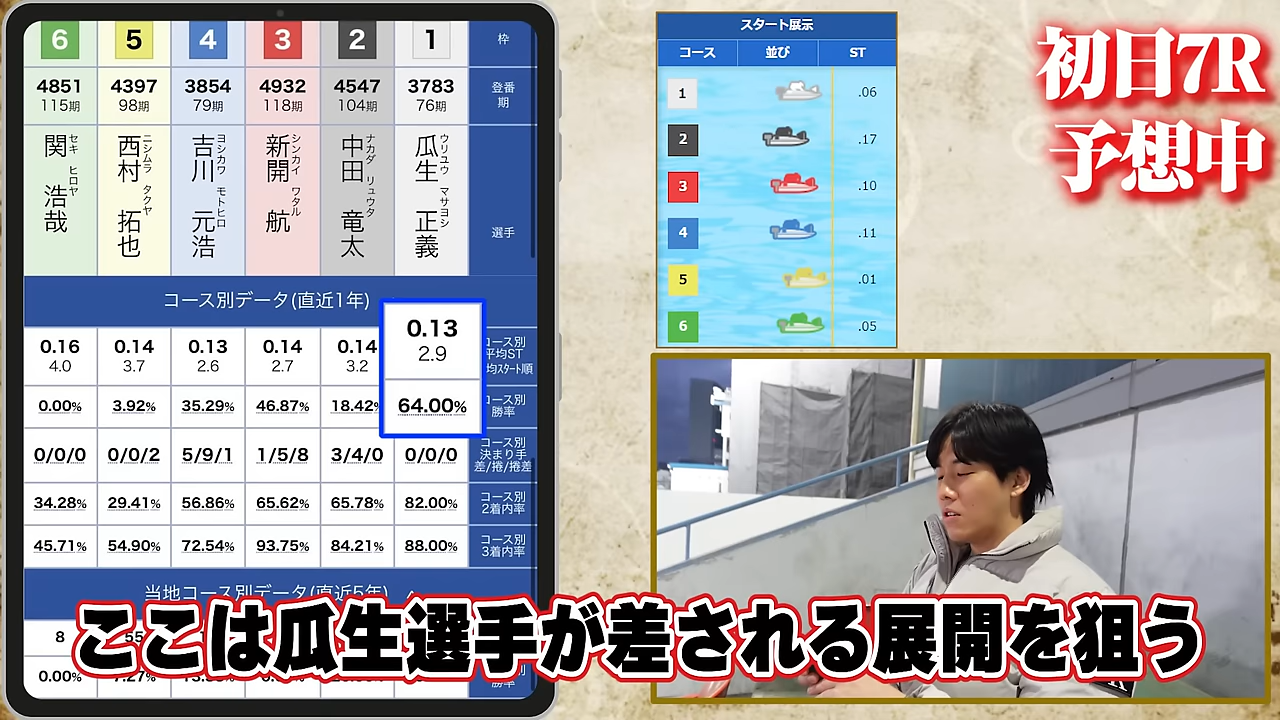 6 5 4 3 2 1 枠
4851 4397 3854 4932 4547 3783 登番
115期 98期 79期 118期 104期 76期 期
関 浩哉 西村 拓也 吉川 元浩 新開 航 中田 竜太 瓜生 正義 選手
セキ ヒロヤ ニシムラ タクヤ ヨシカワ モトヒロ シンカイ ワタル ナカダ リュウタ ウリュウ マサヨシ
コース別データ(直近1年)
0.16 0.14 0.13 0.14 0.14 0.13 コース別
4.0 3.7 2.6 2.7 3.2 2.9 平均ST
均スタート順
0.00% 3.92% 35.29% 46.87% 18.42% 64.00% コース別
勝率
0/0/0 0/0/2 5/9/1 1/5/8 3/4/0 0/0/0 コース別
決まり手
差/捲/捲差
34.28% 29.41% 56.86% 65.62% 65.78% 82.00% コース別
2着内率
45.71% 54.90% 72.54% 93.75% 84.21% 88.00% コース別
3着内率
当地コース別データ(直近5年)
8 55
0.00% 7.27%
勝率
スタート展示
コース 並び ST
1 .06
2 .17
3 .10
4 .11
5 .01
6 .05
初日7R
予想中
ここは瓜生選手が差される展開を狙う